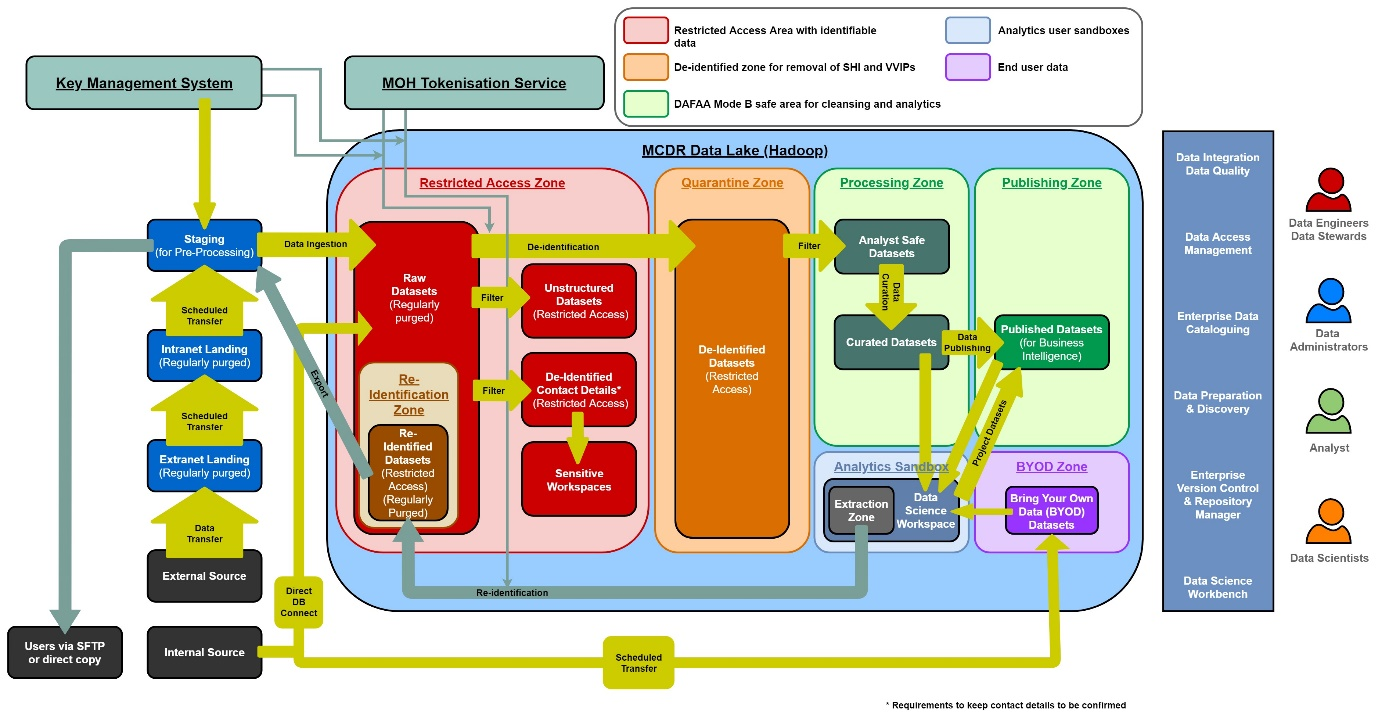 Restricted Access Area with identifiable
data
De-identified zone for removal of SHI and VVIPs
DAFAA Mode B safe area for cleansing and analytics
Analytics user sandboxes
End user data
Key Management System
MOH Tokenisation Service
MCDR Data Lake (Hadoop)
Restricted Access Zone
Quarantine Zone
Processing Zone
Publishing Zone
Staging
(for Pre-Processing)
Data Ingestion
Scheduled
Transfer
Intranet Landing
(Regularly purged)
Scheduled
Transfer
Extranet Landing
(Regularly purged)
Data
Transfer
External Source
Internal Source
Users via SFTP
or direct copy
Direct
DB
Connect
Export
Raw
Datasets
(Regularly
purged)
Re-
Identification
Zone
Re-
Identified
Datasets
(Restricted
Access)
(Regularly
Purged)
De-identification
Filter
Unstructured
Datasets
(Restricted Access)
Filter
De-Identified
Contact Details*
(Restricted Access)
Sensitive
Workspaces
De-Identified
Datasets
(Restricted
Access)
Filter
Analyst Safe
Datasets
Data
Curation
Curated Datasets
Data
Publishing
Published Datasets
(for Business
Intelligence)
Project Datasets
Analytics Sandbox
Extraction
Zone
Data
Science
Workspace
BYOD Zone
Bring Your Own
Data (BYOD)
Datasets
Re-identification
Scheduled
Transfer
Data Integration
Data Quality
Data Access
Management
Enterprise Data
Cataloguing
Data Preparation
& Discovery
Enterprise
Version Control
& Repository
Manager
Data Science
Workbench
Data Engineers
Data Stewards
Data
Administrators
Analyst
Data Scientists
* Requirements to keep contact details to be confirmed